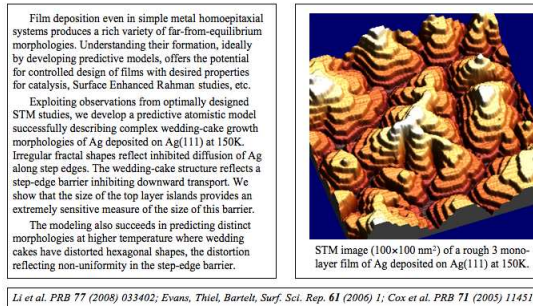 Film deposition even in simple metal homoepitaxial
systems produces a rich variety of far-from-equilibrium
morphologies. Understanding their formation, ideally
by developing predictive models, offers the potential
for controlled design of films with desired properties
for catalysis, Surface Enhanced Rahman studies, etc.
Exploiting observations from optimally designed
STM studies, we develop a predictive atomistic model
successfully describing complex wedding-cake growth
morphologies of Ag deposited on Ag(111) at 150K.
Irregular fractal shapes reflect inhibited diffusion of Ag
along step edges. The wedding-cake structure reflects a
step-edge barrier inhibiting downward transport. We
show that the size of the top layer islands provides an
extremely sensitive measure of the size of this barrier.
The modeling also succeeds in predicting distinct
morphologies at higher temperature where wedding
cakes have distorted hexagonal shapes, the distortion
reflecting non-uniformity in the step-edge barrier.
STM image (100×100 nm²) of a rough 3 mono-
layer film of Ag deposited on Ag(111) at 150K.
Li et al. PRB 77 (2008) 033402; Evans, Thiel, Bartelt, Surf. Sci. Rep. 61 (2006) 1; Cox et al. PRB 71 (2005) 11451